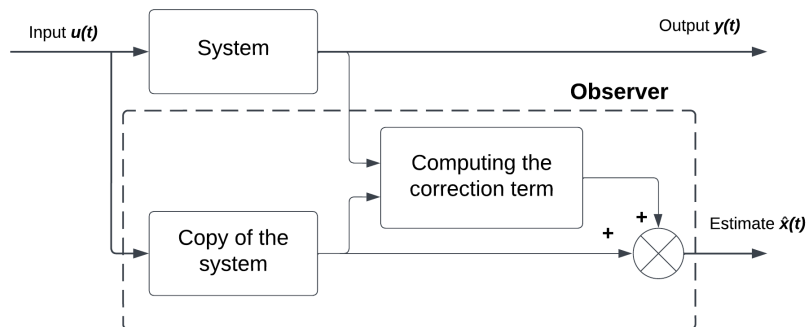 Input u(t)
System
Output y(t)
Observer
Computing the
correction term
+
+
Estimate x̂(t)
Copy of the
system